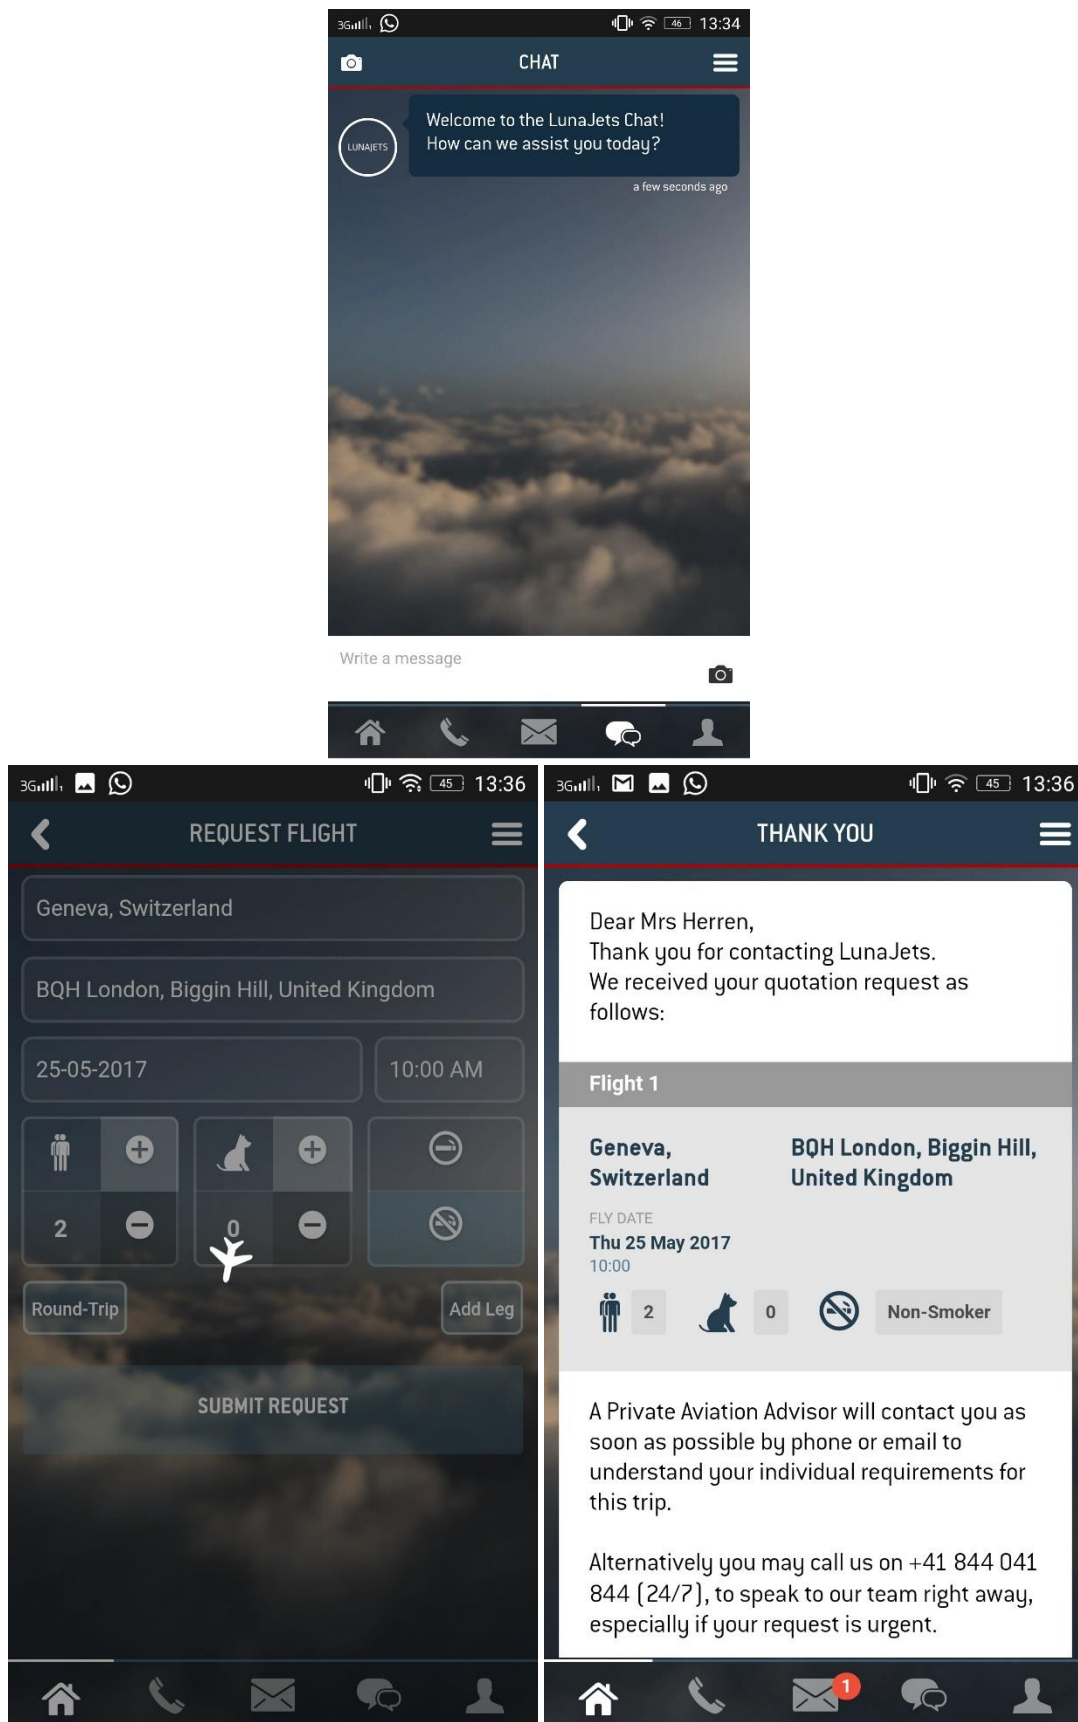 3G 46 13:34
CHAT
LUNAJETS
Welcome to the LunaJets Chat!
How can we assist you today?
a few seconds ago
Write a message
3G 45 13:36
REQUEST FLIGHT
Geneva, Switzerland
BQH London, Biggin Hill, United Kingdom
25-05-2017 10:00 AM
2 0
Round-Trip Add Leg
SUBMIT REQUEST
3G 45 13:36
THANK YOU
Dear Mrs Herren,
Thank you for contacting LunaJets.
We received your quotation request as
follows:
Flight 1
Geneva,
Switzerland
BQH London, Biggin Hill,
United Kingdom
FLY DATE
Thu 25 May 2017
10:00
2 0 Non-Smoker
A Private Aviation Advisor will contact you as
soon as possible by phone or email to
understand your individual requirements for
this trip.
Alternatively you may call us on +41 844 041
844 (24/7), to speak to our team right away,
especially if your request is urgent.
1